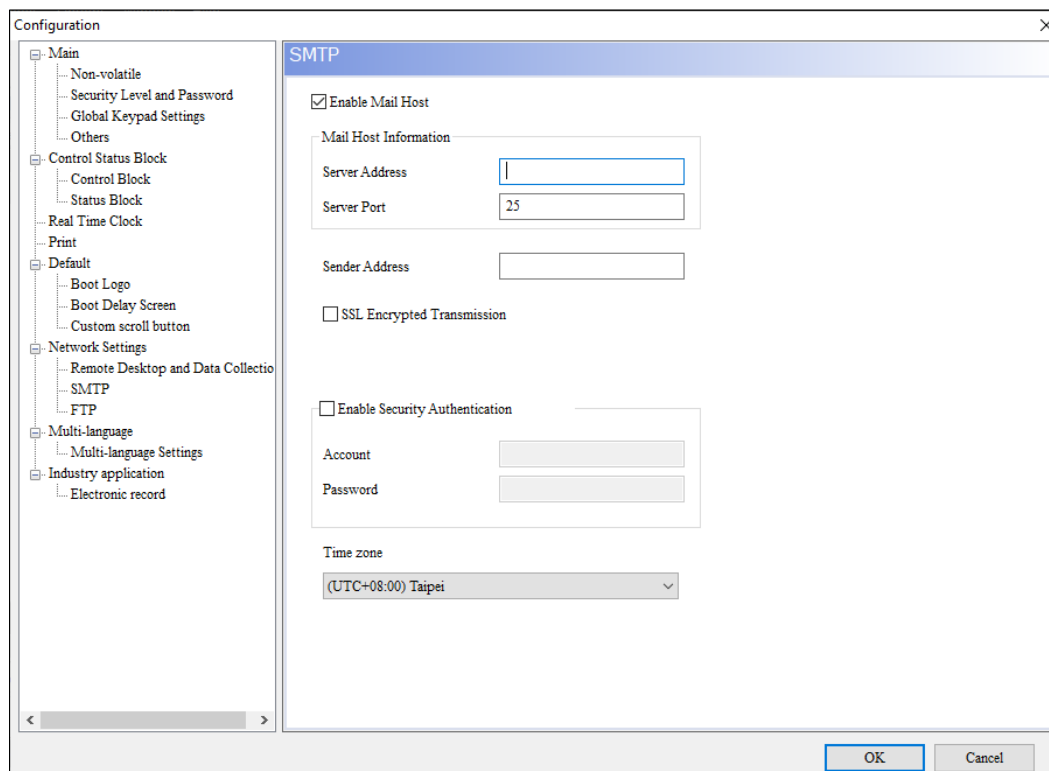 Configuration
Main
Non-volatile
Security Level and Password
Global Keypad Settings
Others
Control Status Block
Control Block
Status Block
Real Time Clock
Print
Default
Boot Logo
Boot Delay Screen
Custom scroll button
Network Settings
Remote Desktop and Data Collectio
SMTP
FTP
Multi-language
Multi-language Settings
Industry application
Electronic record
SMTP
Enable Mail Host
Mail Host Information
Server Address
Server Port 25
Sender Address
SSL Encrypted Transmission
Enable Security Authentication
Account
Password
Time zone
(UTC+08:00) Taipei
OK Cancel